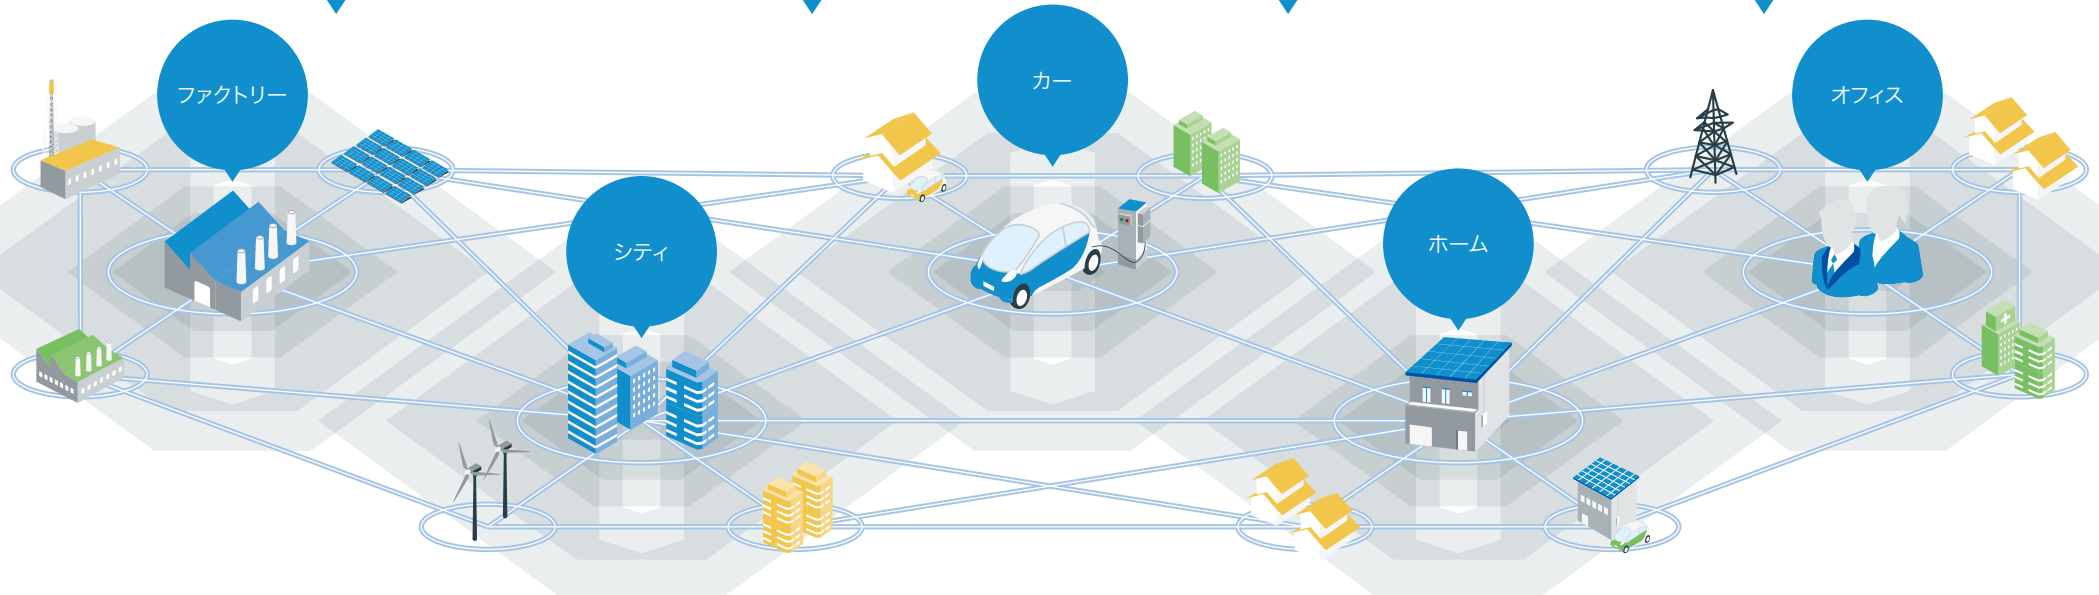 ファクトリー
シティ
カー
ホーム
オフィス